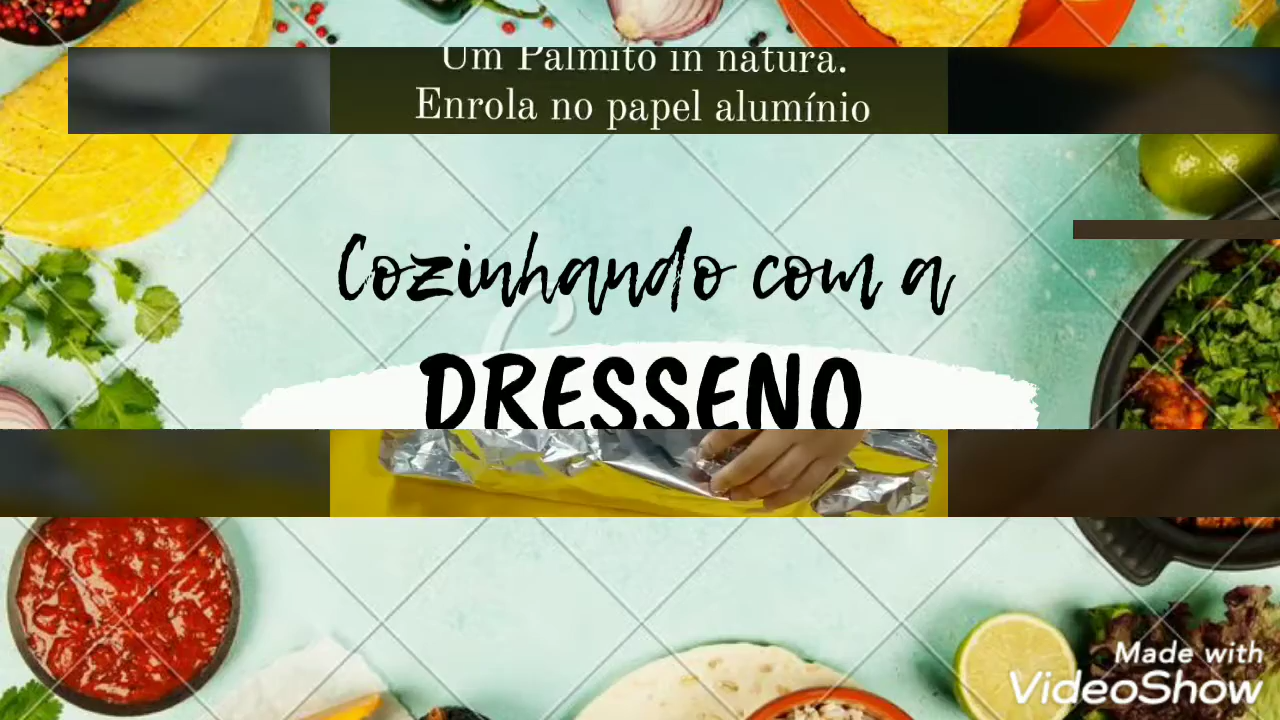 Um Palmito in natura.
Enrola no papel alumínio
Cozinhando com a
DRESSENO
Made with
VideoShow